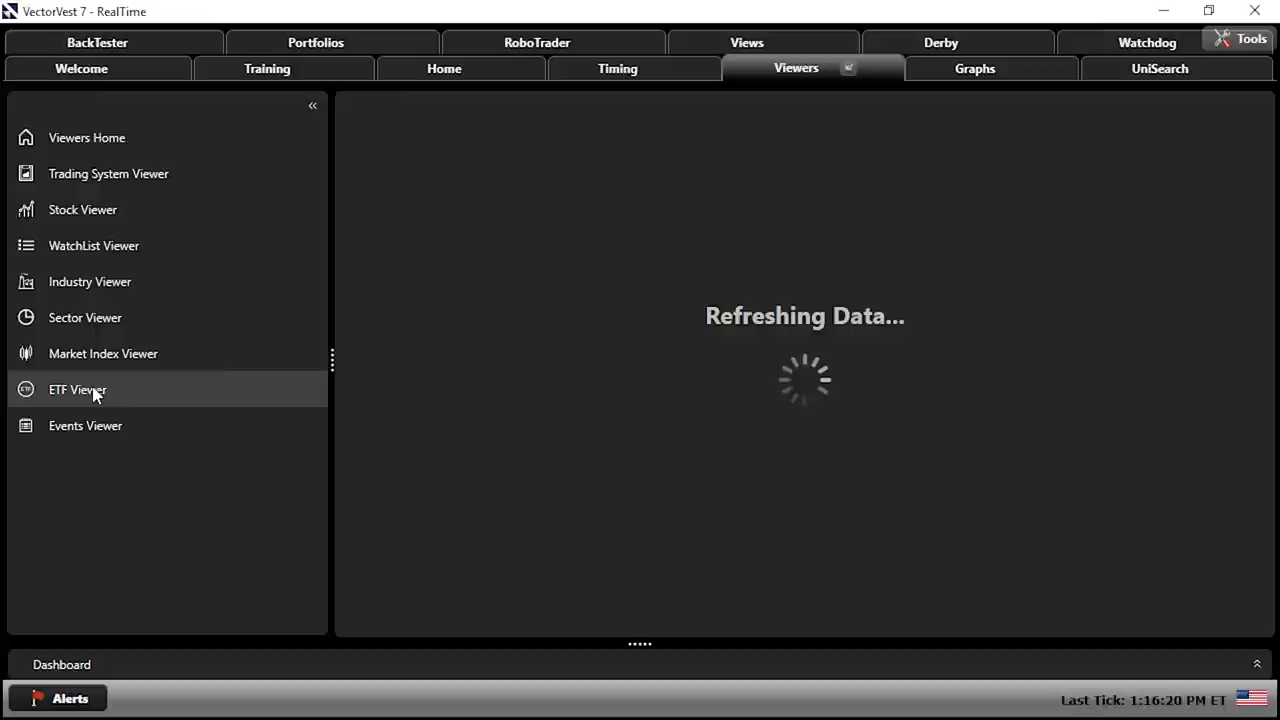 VectorVest 7 - RealTime
BackTester
Portfolios
RoboTrader
Views
Derby
Watchdog
Tools
Welcome
Training
Home
Timing
Viewers
Graphs
UniSearch
Viewers Home
Trading System Viewer
Stock Viewer
WatchList Viewer
Industry Viewer
Sector Viewer
Market Index Viewer
ETF Viewer
Events Viewer
Refreshing Data...
Dashboard
Alerts
Last Tick: 1:16:20 PM ET